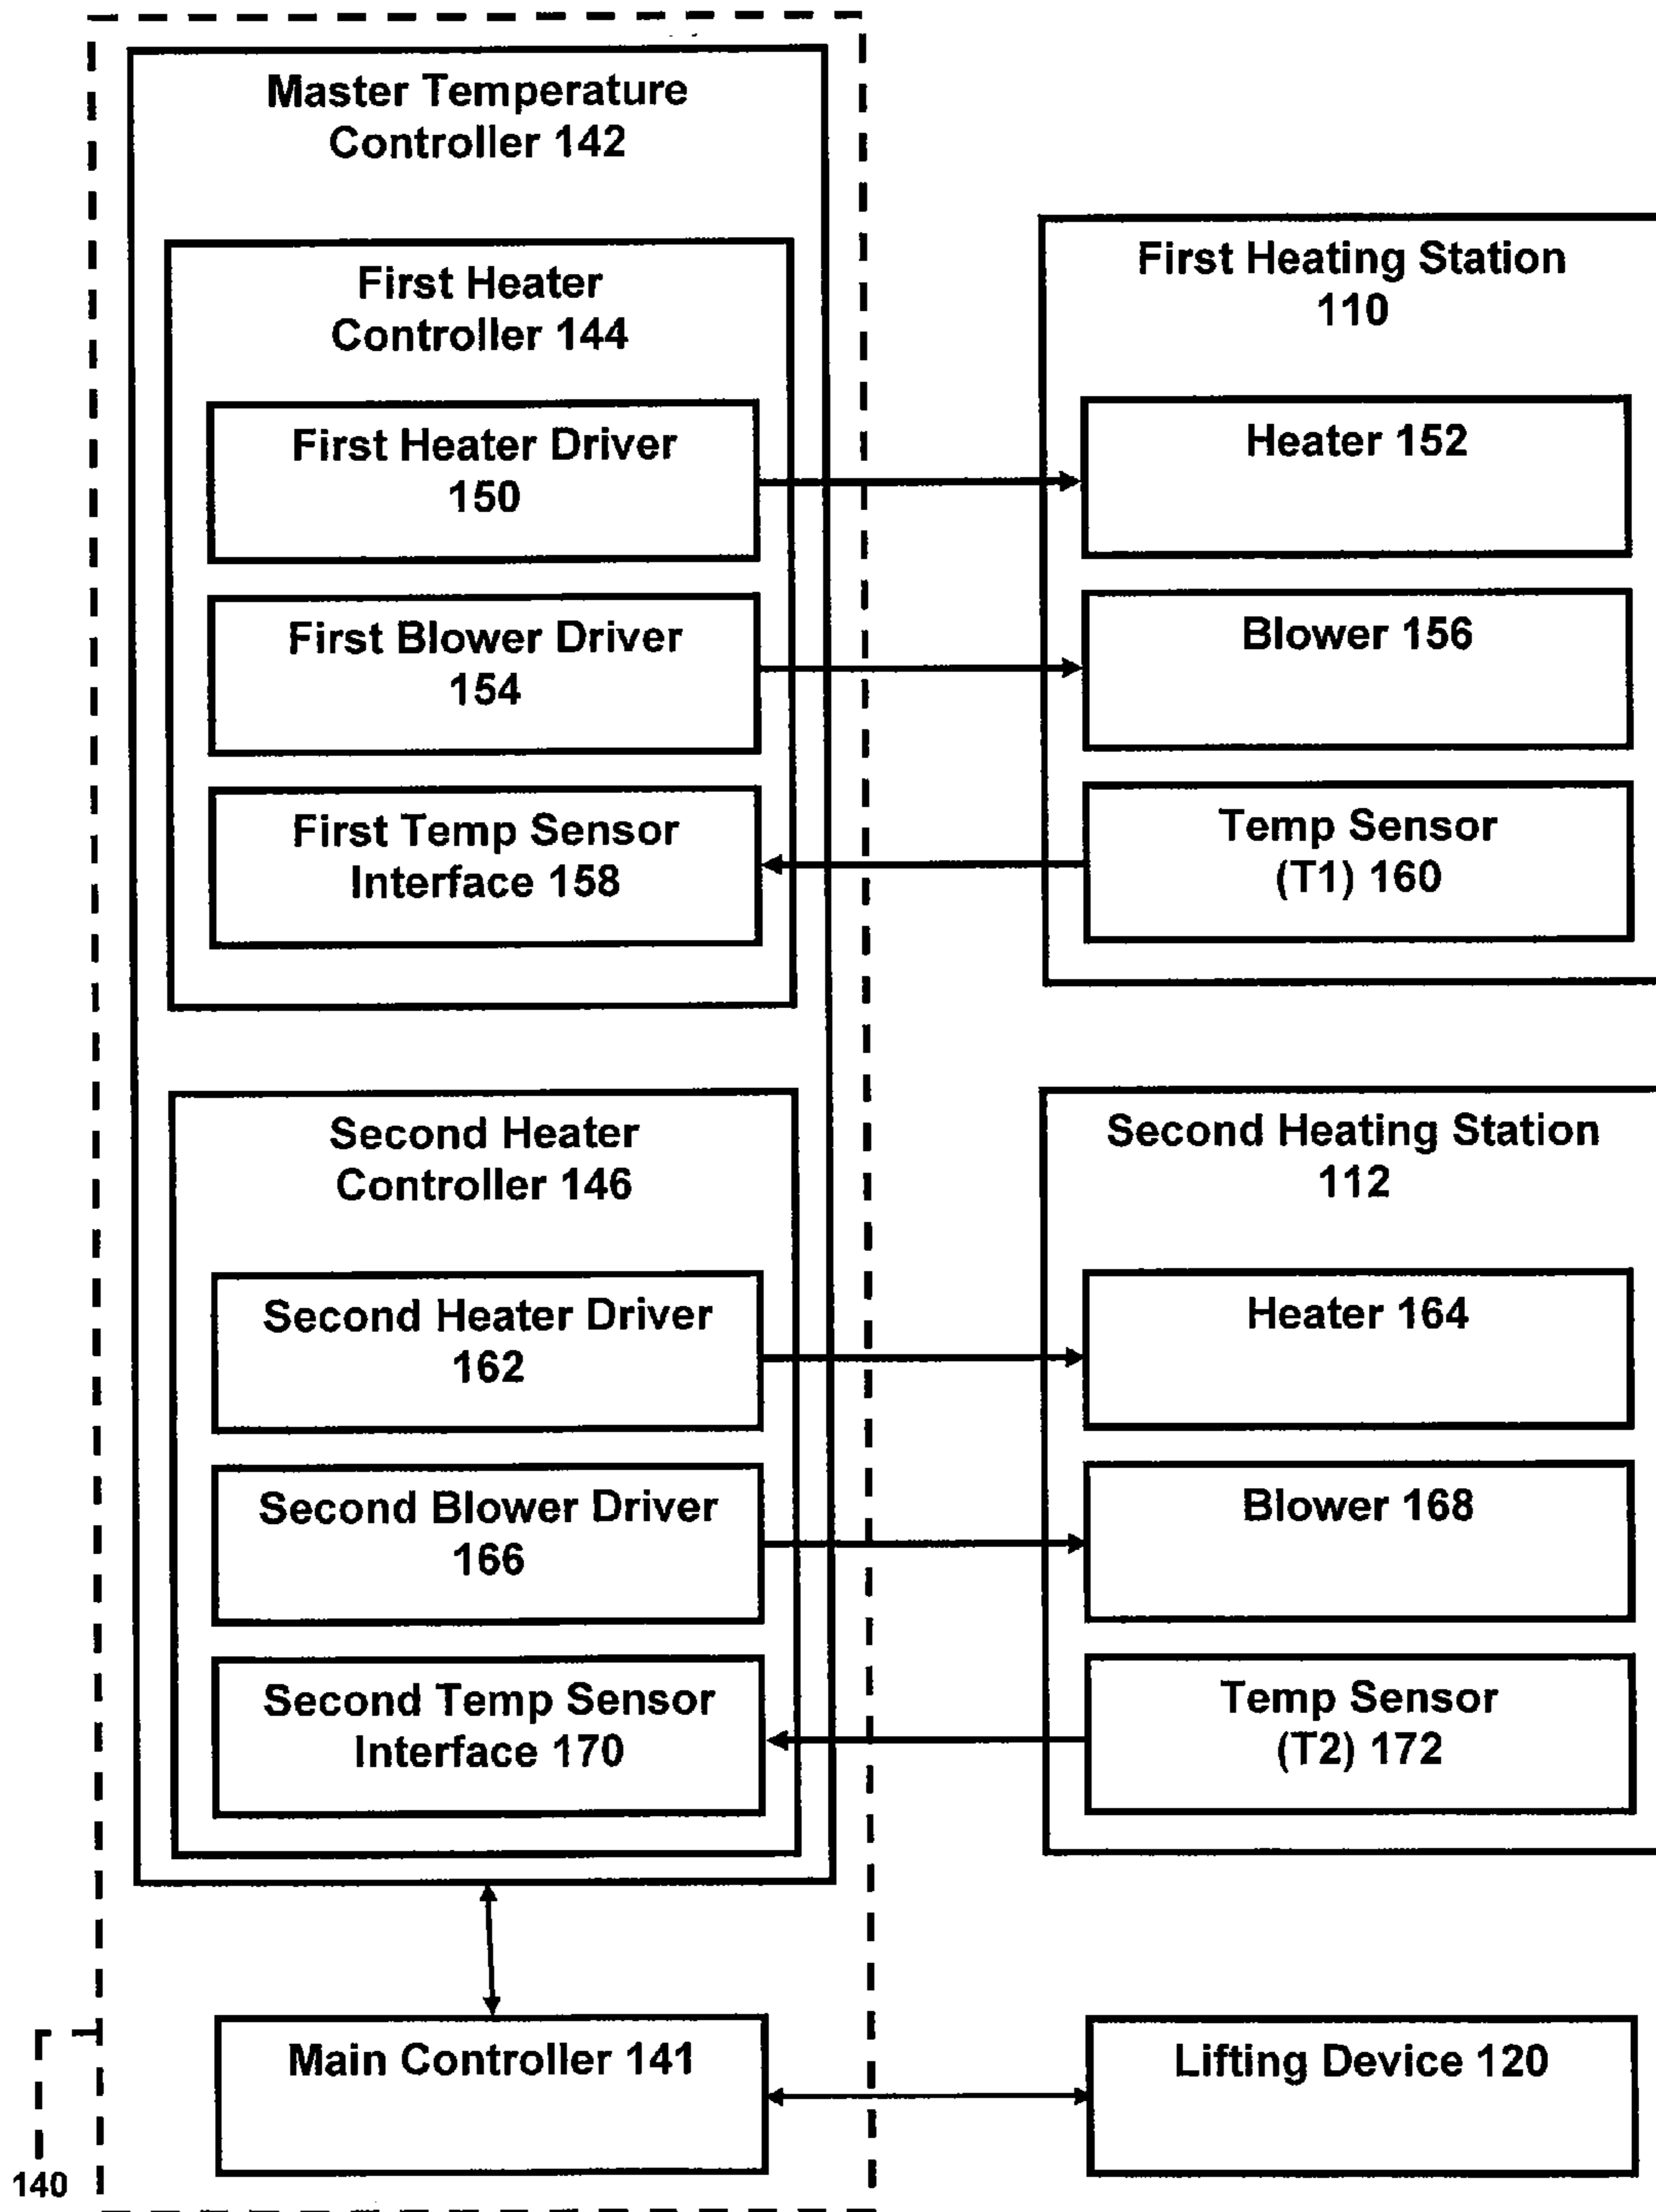 Master Temperature
Controller 142
First Heater
Controller 144
First Heater Driver
150
First Blower Driver
154
First Temp Sensor
Interface 158
First Heating Station
110
Heater 152
Blower 156
Temp Sensor
(T1) 160
Second Heater
Controller 146
Second Heater Driver
162
Second Blower Driver
166
Second Temp Sensor
Interface 170
Second Heating Station
112
Heater 164
Blower 168
Temp Sensor
(T2) 172
Main Controller 141
Lifting Device 120
140